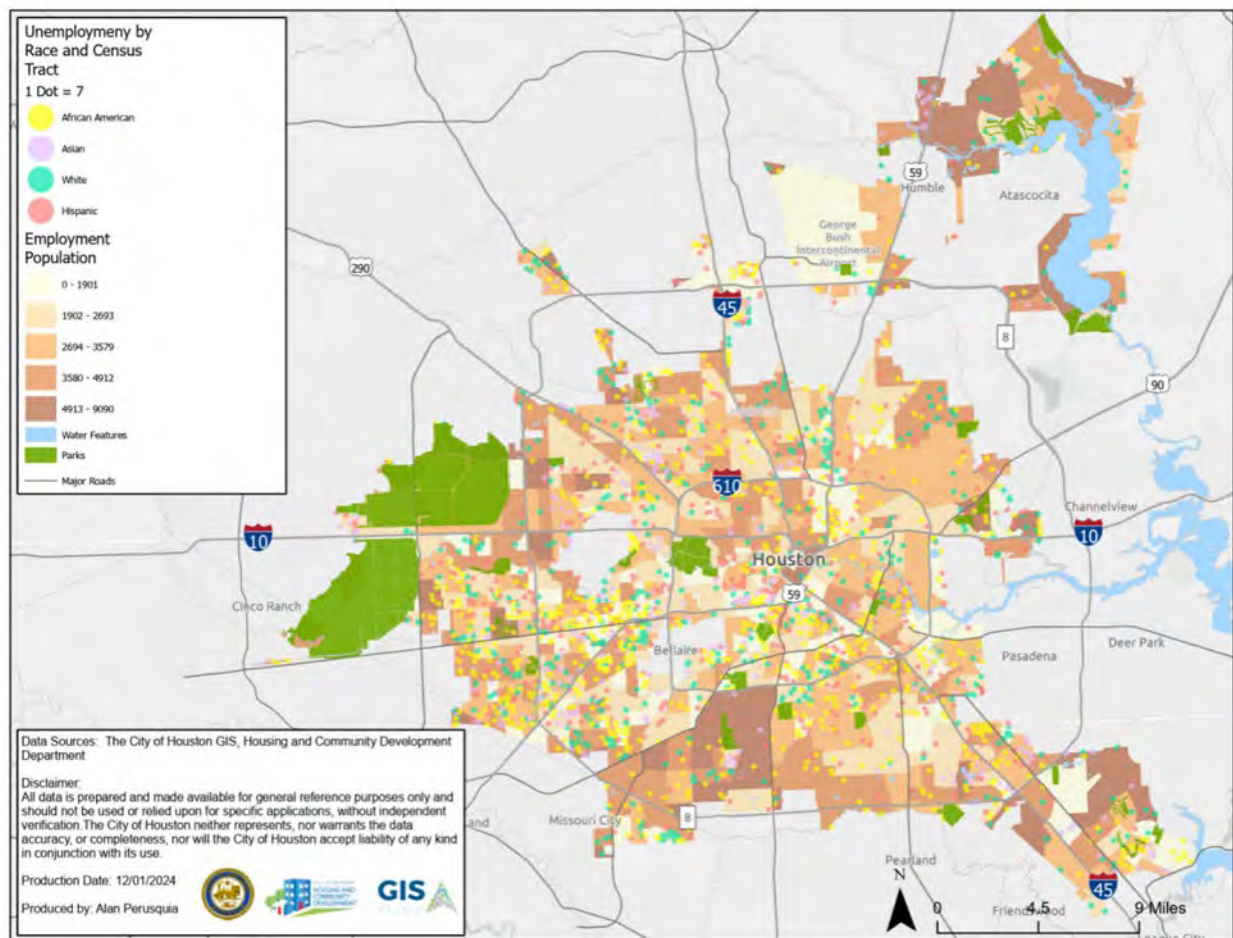 Unemploymeny by
Race and Census
Tract
1 Dot = 7
African American
Asian
White
Hispanic
Employment
Population
0 - 1901
1902 - 2693
2694 - 3579
3580 - 4912
4913 - 9090
Water Features
Parks
Major Roads
59
Humble
Atascocita
George
Bush
Intercontinental
Airport
290
45
8
90
610
Channelview
10
10
Houston
59
Cinco Ranch
Bellaire
Pasadena
Deer Park
Missouri City
8
Pearland
45
Friendswood
League City
N
0 4.5 9 Miles
Data Sources: The City of Houston GIS, Housing and Community Development
Department
Disclaimer:
All data is prepared and made available for general reference purposes only and
should not be used or relied upon for specific applications, without independent
verification.The City of Houston neither represents, nor warrants the data
accuracy, or completeness, nor will the City of Houston accept liability of any kind
in conjunction with its use.
Production Date: 12/01/2024
Produced by: Alan Perusquia
HOUSING AND
COMMUNITY
DEVELOPMENT
GIS